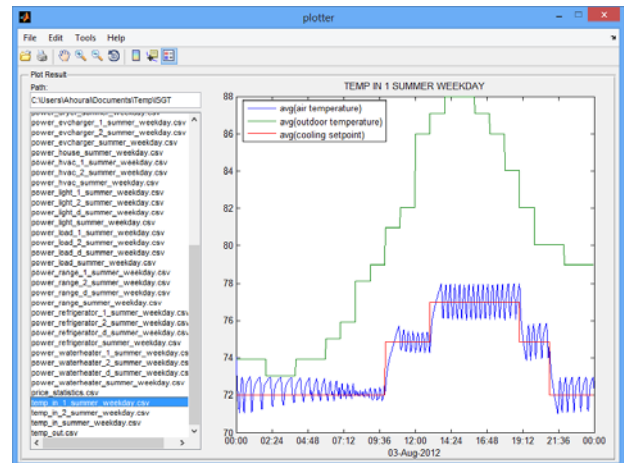 plotter
File Edit Tools Help
Plot Result
Path:
C:\Users\Ahoura\Documents\Temp\ISGT
power_dryer_summer_weekday.csv
power_evcharger_1_summer_weekday.csv
power_evcharger_2_summer_weekday.csv
power_evcharger_summer_weekday.csv
power_house_summer_weekday.csv
power_hvac_1_summer_weekday.csv
power_hvac_2_summer_weekday.csv
power_hvac_summer_weekday.csv
power_light_1_summer_weekday.csv
power_light_2_summer_weekday.csv
power_light_d_summer_weekday.csv
power_light_summer_weekday.csv
power_load_1_summer_weekday.csv
power_load_2_summer_weekday.csv
power_load_d_summer_weekday.csv
power_load_summer_weekday.csv
power_range_1_summer_weekday.csv
power_range_2_summer_weekday.csv
power_range_d_summer_weekday.csv
power_range_summer_weekday.csv
power_refrigerator_1_summer_weekday.csv
power_refrigerator_2_summer_weekday.csv
power_refrigerator_d_summer_weekday.csv
power_refrigerator_summer_weekday.csv
power_waterheater_1_summer_weekday.cs
power_waterheater_2_summer_weekday.cs
power_waterheater_d_summer_weekday.cs
power_waterheater_summer_weekday.csv
price_statistics.csv
temp_in_1_summer_weekday.csv
temp_in_2_summer_weekday.csv
temp_in_summer_weekday.csv
temp_out.csv
TEMP IN 1 SUMMER WEEKDAY
avg(air temperature)
avg(outdoor temperature)
avg(cooling setpoint)
88
86
84
82
80
78
76
74
72
70
00:00 02:24 04:48 07:12 09:36 12:00 14:24 16:48 19:12 21:36 00:00
03-Aug-2012